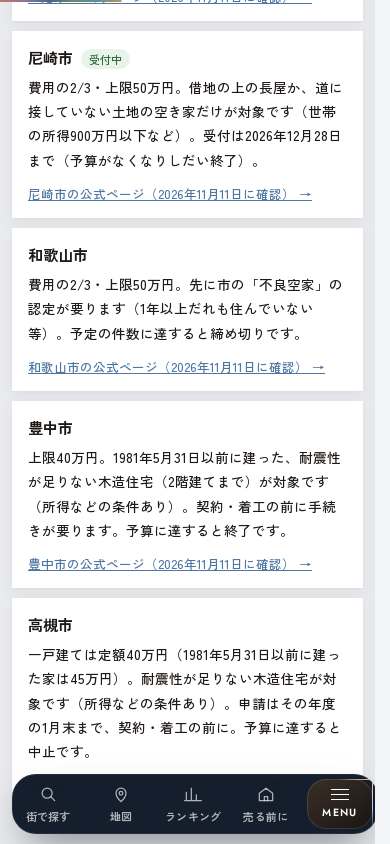 尼崎市 受付中
費用の2/3・上限50万円。借地の上の長屋か、道に
接していない土地の空き家だけが対象です（世帯
の所得900万円以下など）。受付は2026年12月28日
まで（予算がなくなりしだい終了）。
尼崎市の公式ページ（2026年11月11日に確認） →
和歌山市
費用の2/3・上限50万円。先に市の「不良空家」の
認定が要ります（1年以上だれも住んでいない
等）。予定の件数に達すると締め切りです。
和歌山市の公式ページ（2026年11月11日に確認） →
豊中市
上限40万円。1981年5月31日以前に建った、耐震性
が足りない木造住宅（2階建てまで）が対象です
（所得などの条件あり）。契約・着工の前に手続
きが要ります。予算に達すると終了です。
豊中市の公式ページ（2026年11月11日に確認） →
高槻市
一戸建ては定額40万円（1981年5月31日以前に建っ
た家は45万円）。耐震性が足りない木造住宅が対
象です（所得などの条件あり）。申請はその年度
の1月末まで、契約・着工の前に。予算に達すると
中止です。
街で探す 地図 ランキング 売る前に MENU